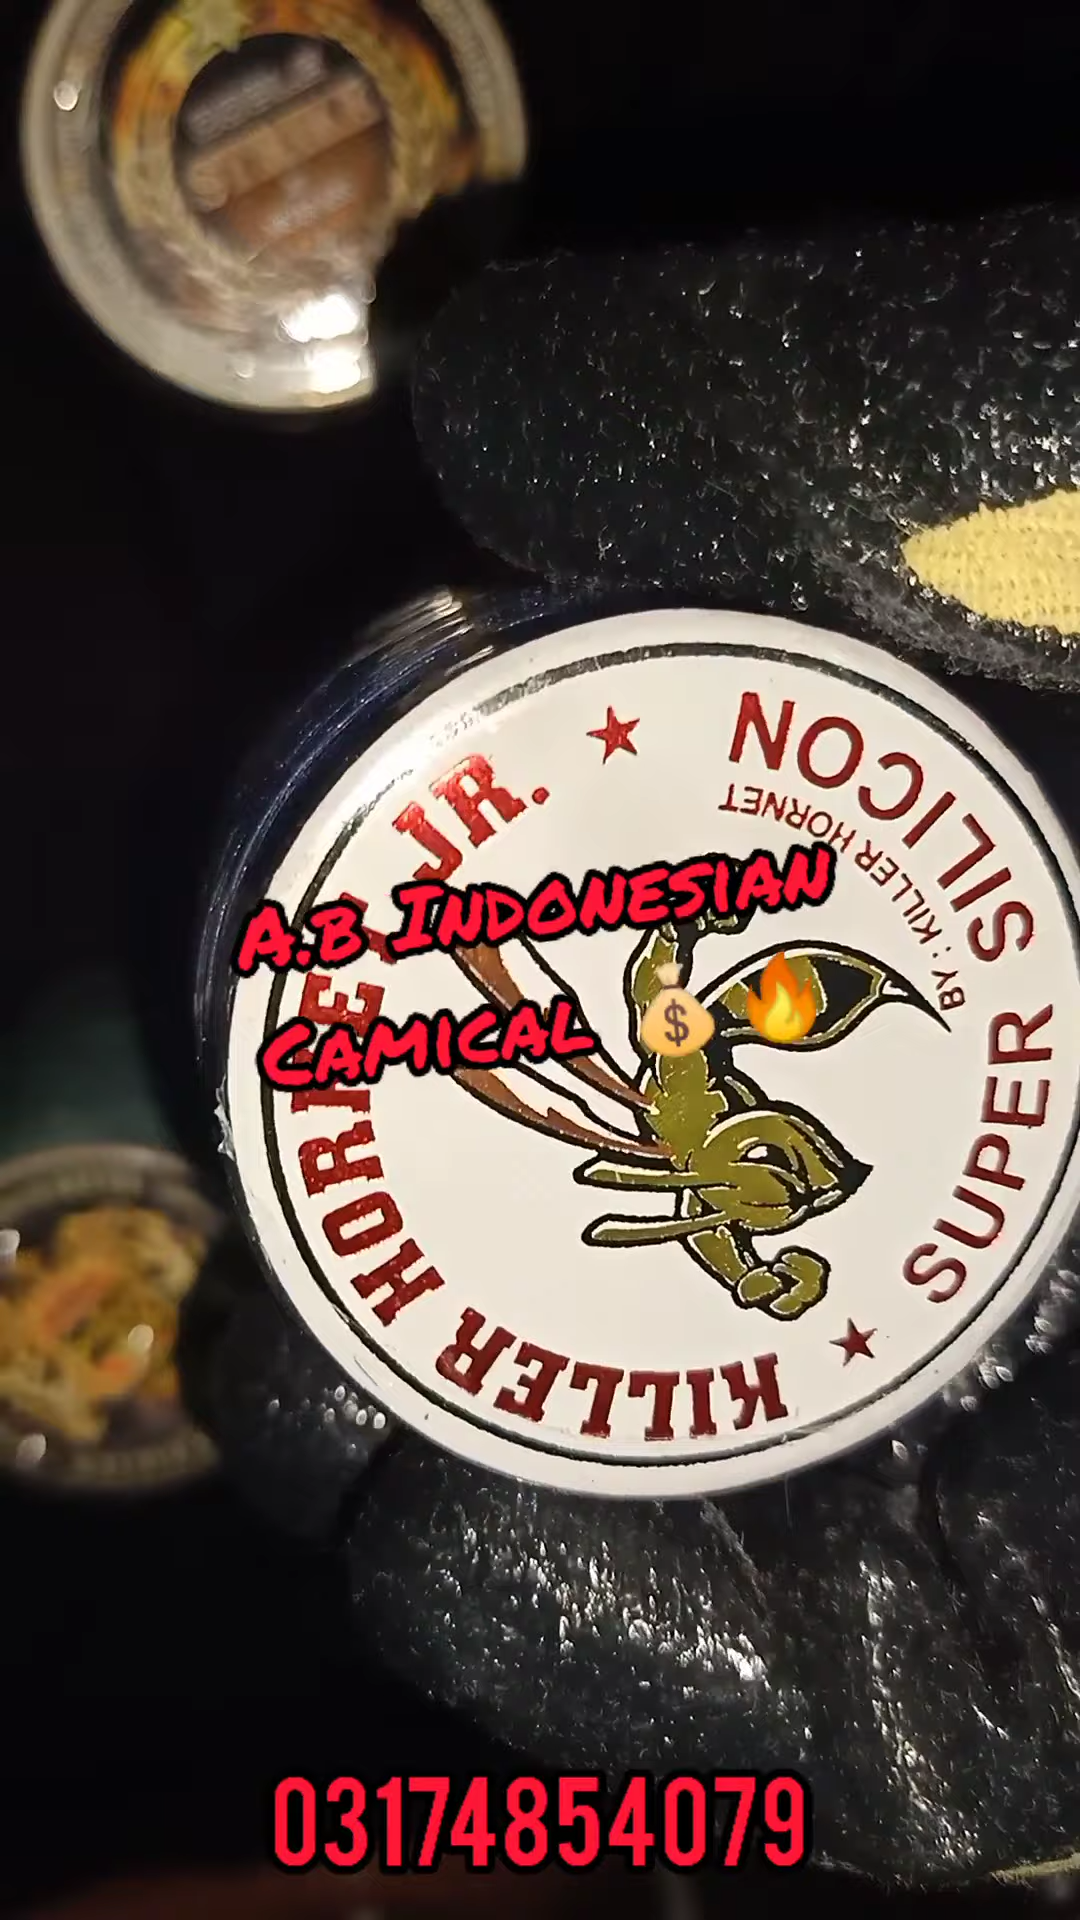 KILLER HORNET JR.
SUPER SILICON
BY : KILLER HORNET
A.B INDONESIAN
CAMICAL 💰 🔥
03174854079